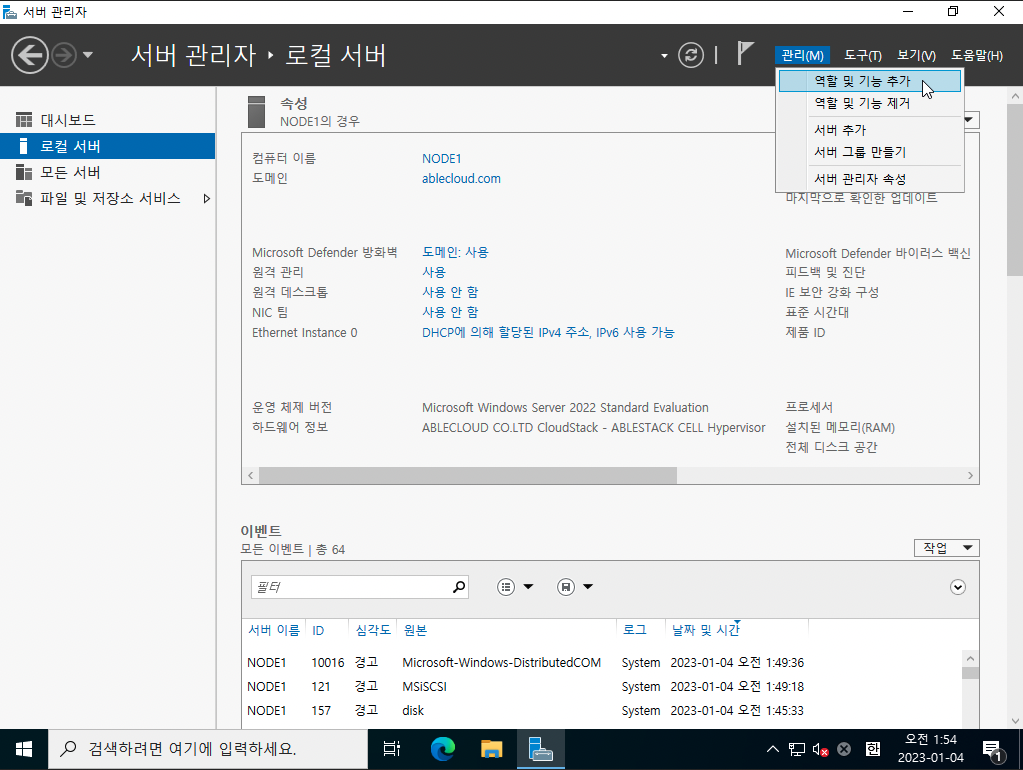 서버 관리자
서버 관리자 ‣ 로컬 서버
관리(M) 도구(T) 보기(V) 도움말(H)
역할 및 기능 추가
역할 및 기능 제거
서버 추가
서버 그룹 만들기
서버 관리자 속성
대시보드
로컬 서버
모든 서버
파일 및 저장소 서비스
속성
NODE1의 경우
컴퓨터 이름 NODE1
도메인 ablecloud.com
마지막으로 확인한 업데이트
Microsoft Defender 방화벽 도메인: 사용 Microsoft Defender 바이러스 백신
원격 관리 사용 피드백 및 진단
원격 데스크톱 사용 안 함 IE 보안 강화 구성
NIC 팀 사용 안 함 표준 시간대
Ethernet Instance 0 DHCP에 의해 할당된 IPv4 주소, IPv6 사용 가능 제품 ID
운영 체제 버전 Microsoft Windows Server 2022 Standard Evaluation 프로세서
하드웨어 정보 ABLECLOUD CO.LTD CloudStack - ABLESTACK CELL Hypervisor 설치된 메모리(RAM)
전체 디스크 공간
이벤트
모든 이벤트 | 총 64
작업
필터
서버 이름 ID 심각도 원본 로그 날짜 및 시간
NODE1 10016 경고 Microsoft-Windows-DistributedCOM System 2023-01-04 오전 1:49:36
NODE1 121 경고 MSiSCSI System 2023-01-04 오전 1:49:18
NODE1 157 경고 disk System 2023-01-04 오전 1:45:33
검색하려면 여기에 입력하세요.
한
오전 1:54
2023-01-04
1